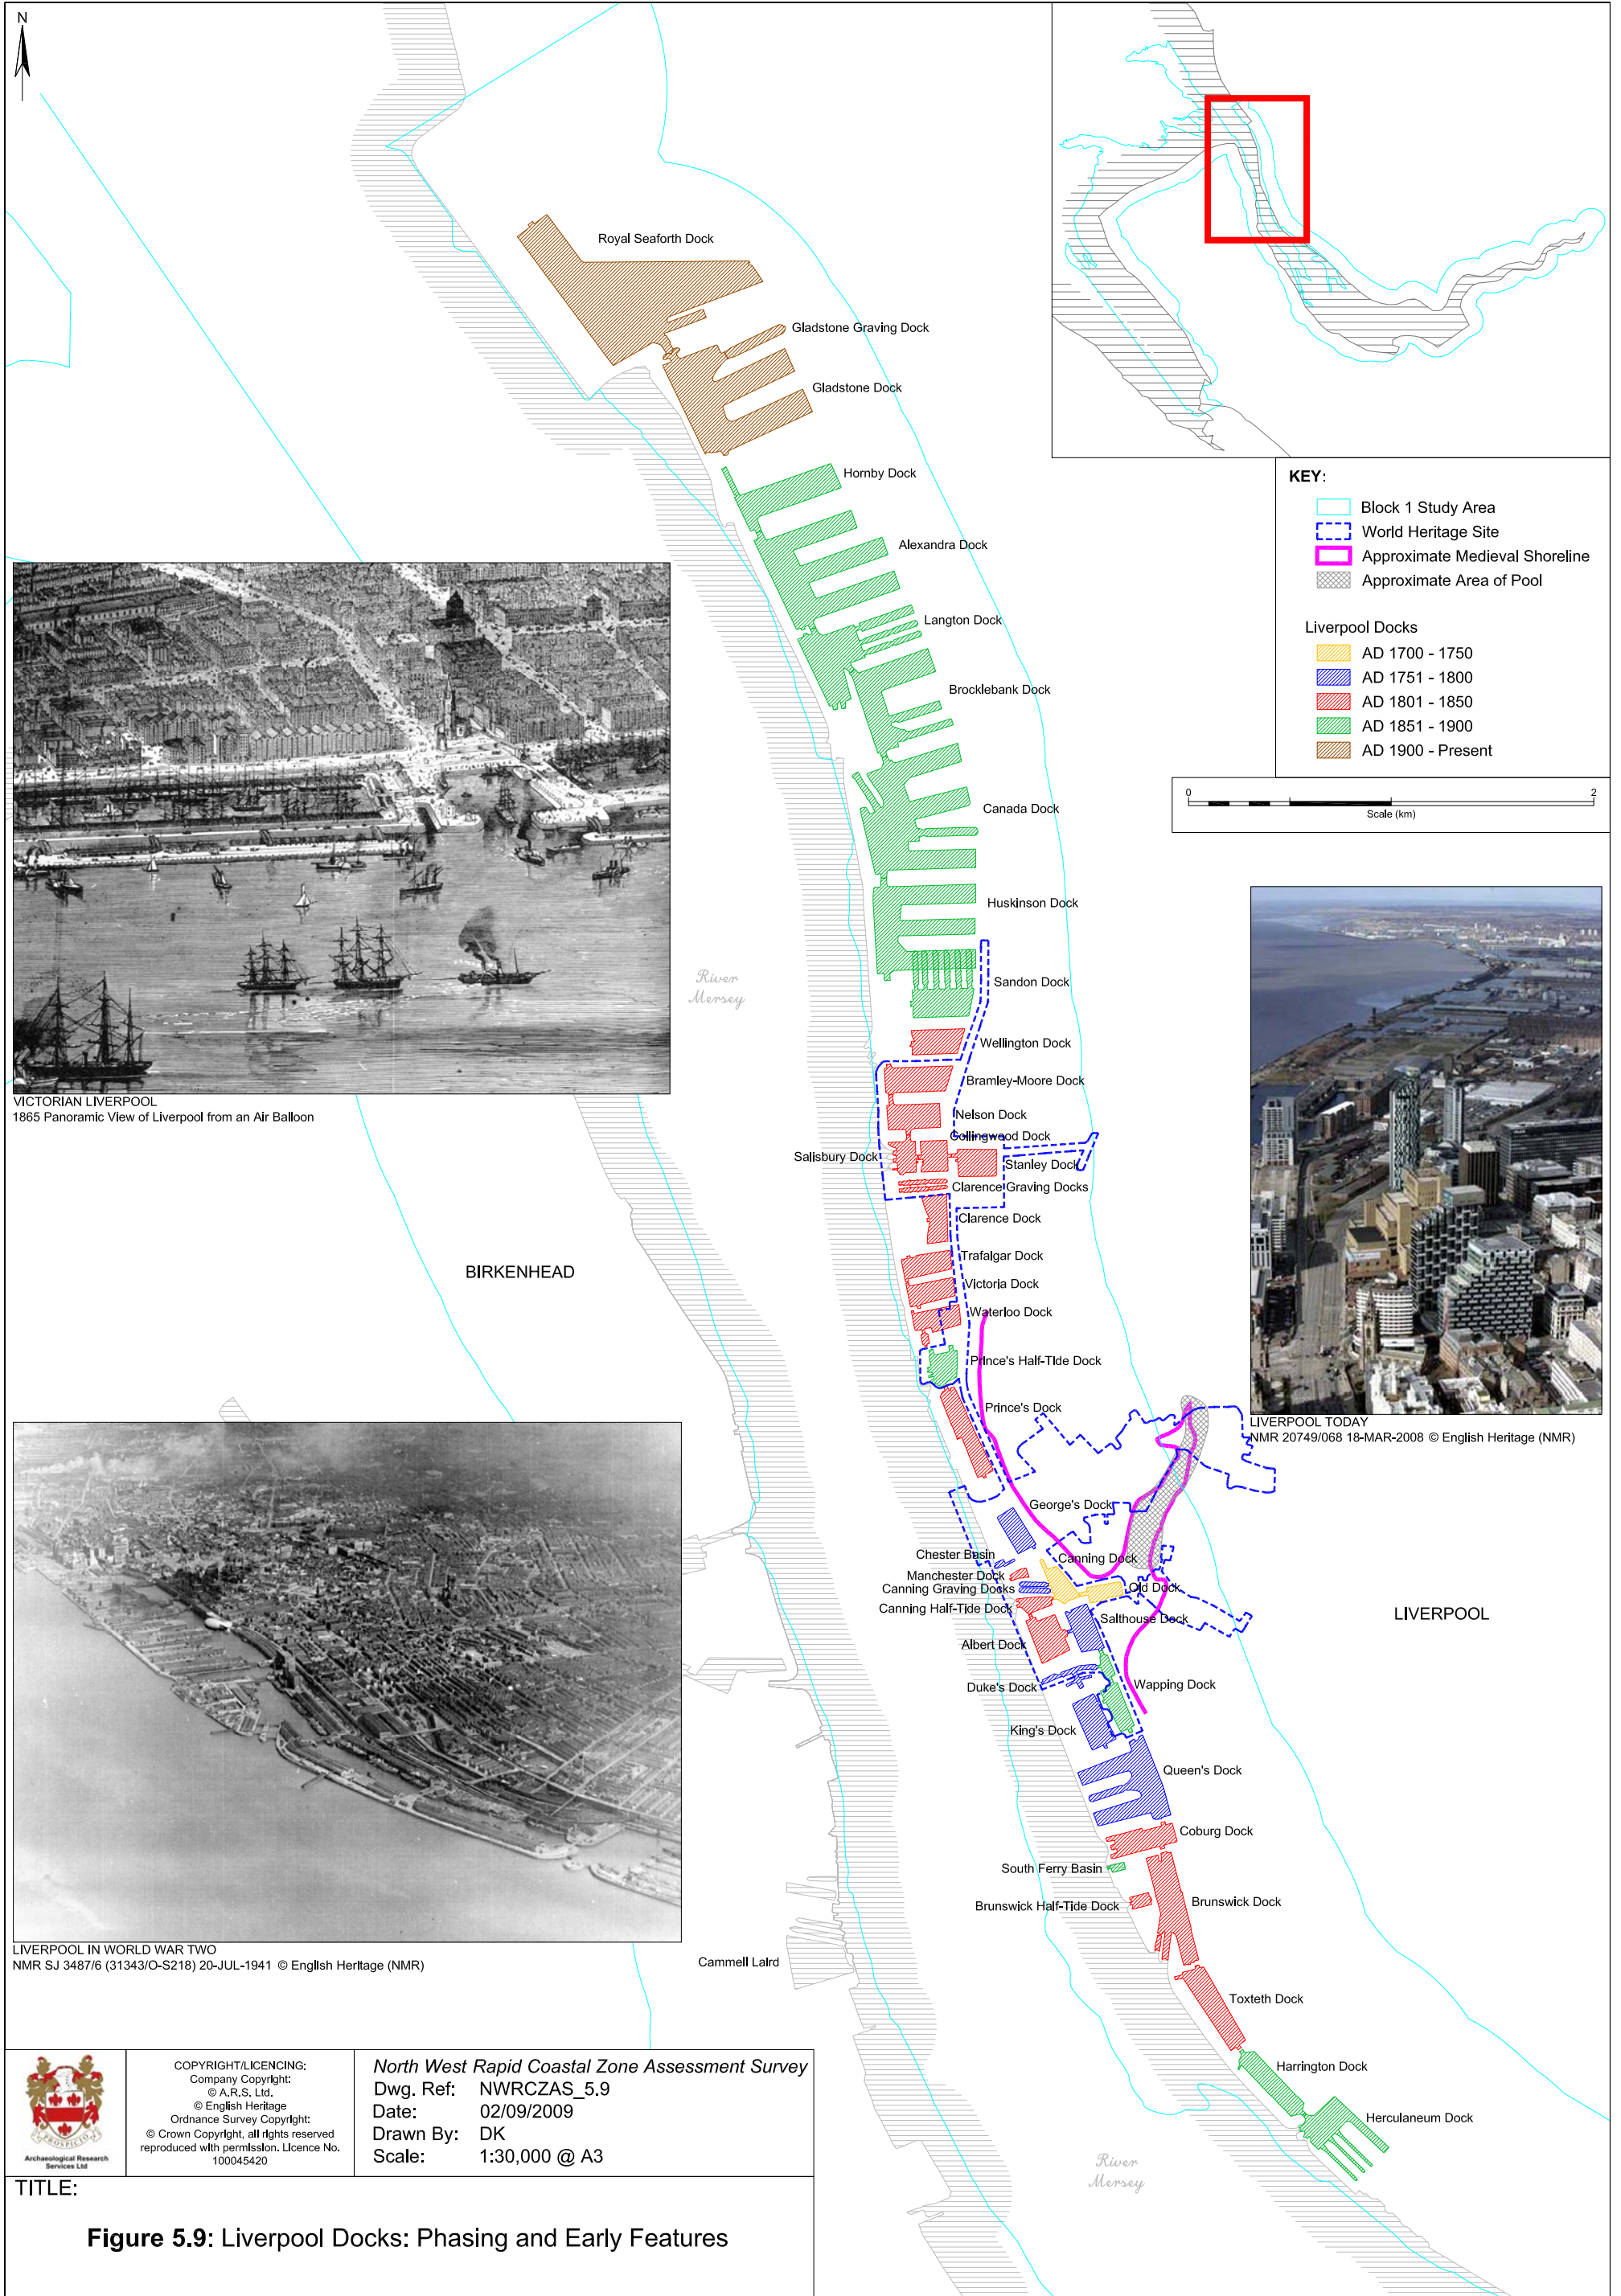 N
Royal Seaforth Dock
Gladstone Graving Dock
Gladstone Dock
Hornby Dock
Alexandra Dock
Langton Dock
Brocklebank Dock
Canada Dock
Huskinson Dock
Sandon Dock
Wellington Dock
Bramley-Moore Dock
Nelson Dock
Collingwood Dock
Salisbury Dock
Stanley Dock
Clarence Graving Docks
Clarence Dock
Trafalgar Dock
Victoria Dock
Waterloo Dock
Prince's Half-Tide Dock
Prince's Dock
George's Dock
Chester Basin
Canning Dock
Manchester Dock
Canning Graving Docks
Old Dock
Canning Half-Tide Dock
Salthouse Dock
Albert Dock
Duke's Dock
Wapping Dock
King's Dock
Queen's Dock
Coburg Dock
South Ferry Basin
Brunswick Half-Tide Dock
Brunswick Dock
Toxteth Dock
Harrington Dock
Herculaneum Dock
Cammell Laird
River
Mersey
River
Mersey
BIRKENHEAD
LIVERPOOL
KEY:
Block 1 Study Area
World Heritage Site
Approximate Medieval Shoreline
Approximate Area of Pool
Liverpool Docks
AD 1700 - 1750
AD 1751 - 1800
AD 1801 - 1850
AD 1851 - 1900
AD 1900 - Present
0 2
Scale (km)
VICTORIAN LIVERPOOL
1865 Panoramic View of Liverpool from an Air Balloon
LIVERPOOL TODAY
NMR 20749/068 18-MAR-2008 © English Heritage (NMR)
LIVERPOOL IN WORLD WAR TWO
NMR SJ 3487/6 (31343/O-S218) 20-JUL-1941 © English Heritage (NMR)
PROSPICIO
Archaeological Research
Services Ltd
COPYRIGHT/LICENCING:
Company Copyright:
© A.R.S. Ltd.
© English Heritage
Ordnance Survey Copyright:
© Crown Copyright, all rights reserved
reproduced with permission. Licence No.
100045420
North West Rapid Coastal Zone Assessment Survey
Dwg. Ref: NWRCZAS_5.9
Date: 02/09/2009
Drawn By: DK
Scale: 1:30,000 @ A3
TITLE:
Figure 5.9: Liverpool Docks: Phasing and Early Features